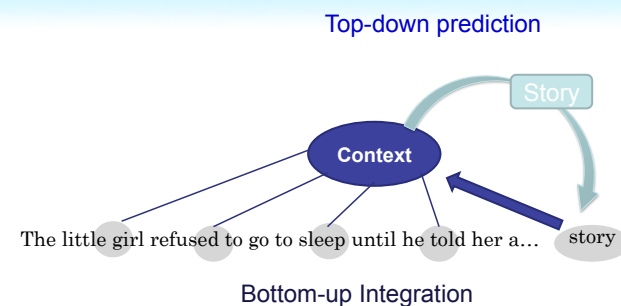 Top-down prediction
Story
Context
The little girl refused to go to sleep until he told her a… story
Bottom-up Integration